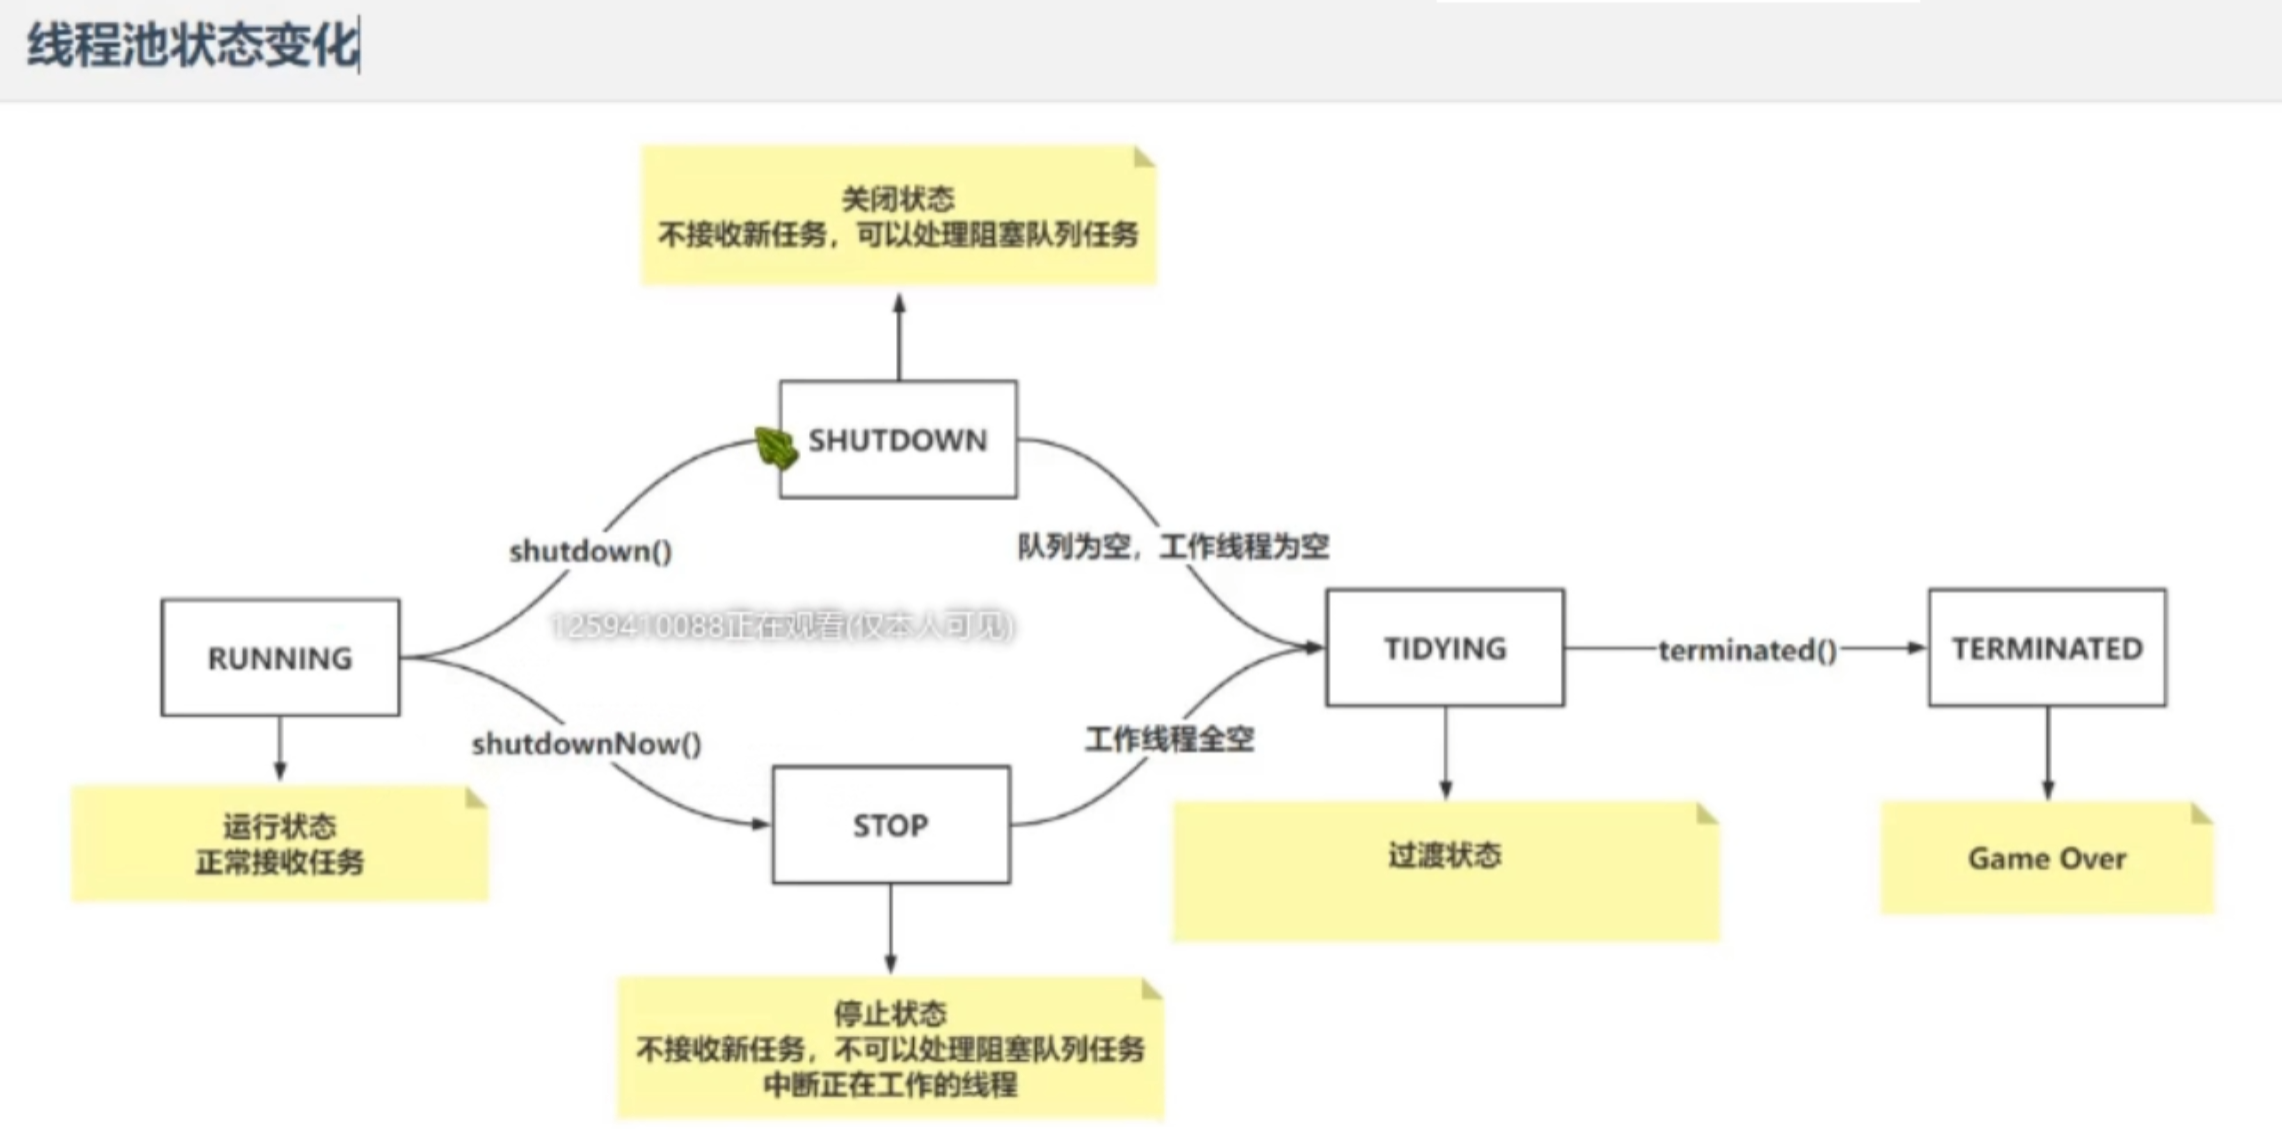 线程池状态变化
关闭状态
不接收新任务，可以处理阻塞队列任务
SHUTDOWN
shutdown()
队列为空，工作线程为空
1259410088正在观看(仅本人可见)
RUNNING
TIDYING
terminated()
TERMINATED
shutdownNow()
工作线程全空
STOP
运行状态
正常接收任务
过渡状态
Game Over
停止状态
不接收新任务，不可以处理阻塞队列任务
中断正在工作的线程